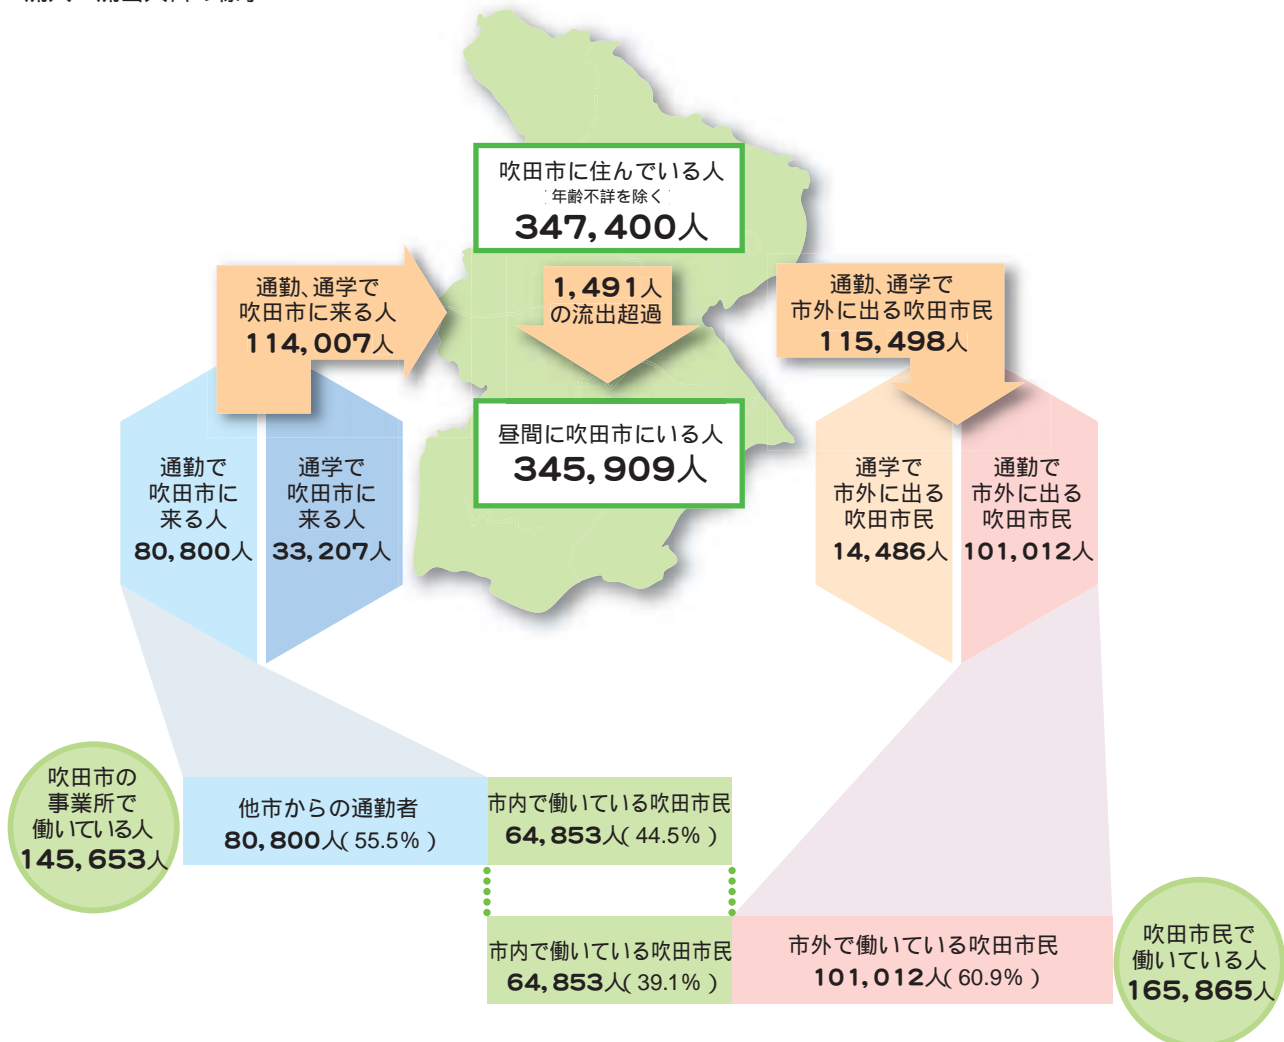 吹田市に住んでいる人
年齢不詳を除く
347,400人
通勤、通学で
吹田市に来る人
114,007人
1,491人
の流出超過
通勤、通学で
市外に出る吹田市民
115,498人
昼間に吹田市にいる人
345,909人
通勤で
吹田市に
来る人
80,800人
通学で
吹田市に
来る人
33,207人
通学で
市外に出る
吹田市民
14,486人
通勤で
市外に出る
吹田市民
101,012人
吹田市の
事業所で
働いている人
145,653人
他市からの通勤者
80,800人( 55.5% )
市内で働いている吹田市民
64,853人( 44.5% )
市内で働いている吹田市民
64,853人( 39.1% )
市外で働いている吹田市民
101,012人( 60.9% )
吹田市民で
働いている人
165,865人